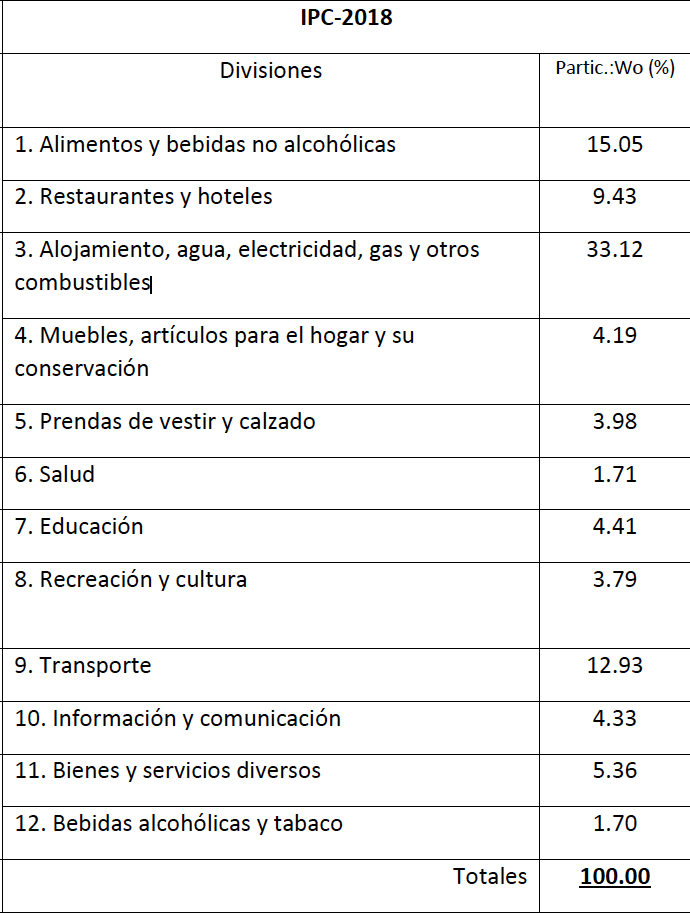 IPC-2018
Divisiones
Partic.:Wo (%)
1. Alimentos y bebidas no alcohólicas
15.05
2. Restaurantes y hoteles
9.43
3. Alojamiento, agua, electricidad, gas y otros
combustibles
33.12
4. Muebles, artículos para el hogar y su
conservación
4.19
5. Prendas de vestir y calzado
3.98
6. Salud
1.71
7. Educación
4.41
8. Recreación y cultura
3.79
9. Transporte
12.93
10. Información y comunicación
4.33
11. Bienes y servicios diversos
5.36
12. Bebidas alcohólicas y tabaco
1.70
Totales
100.00